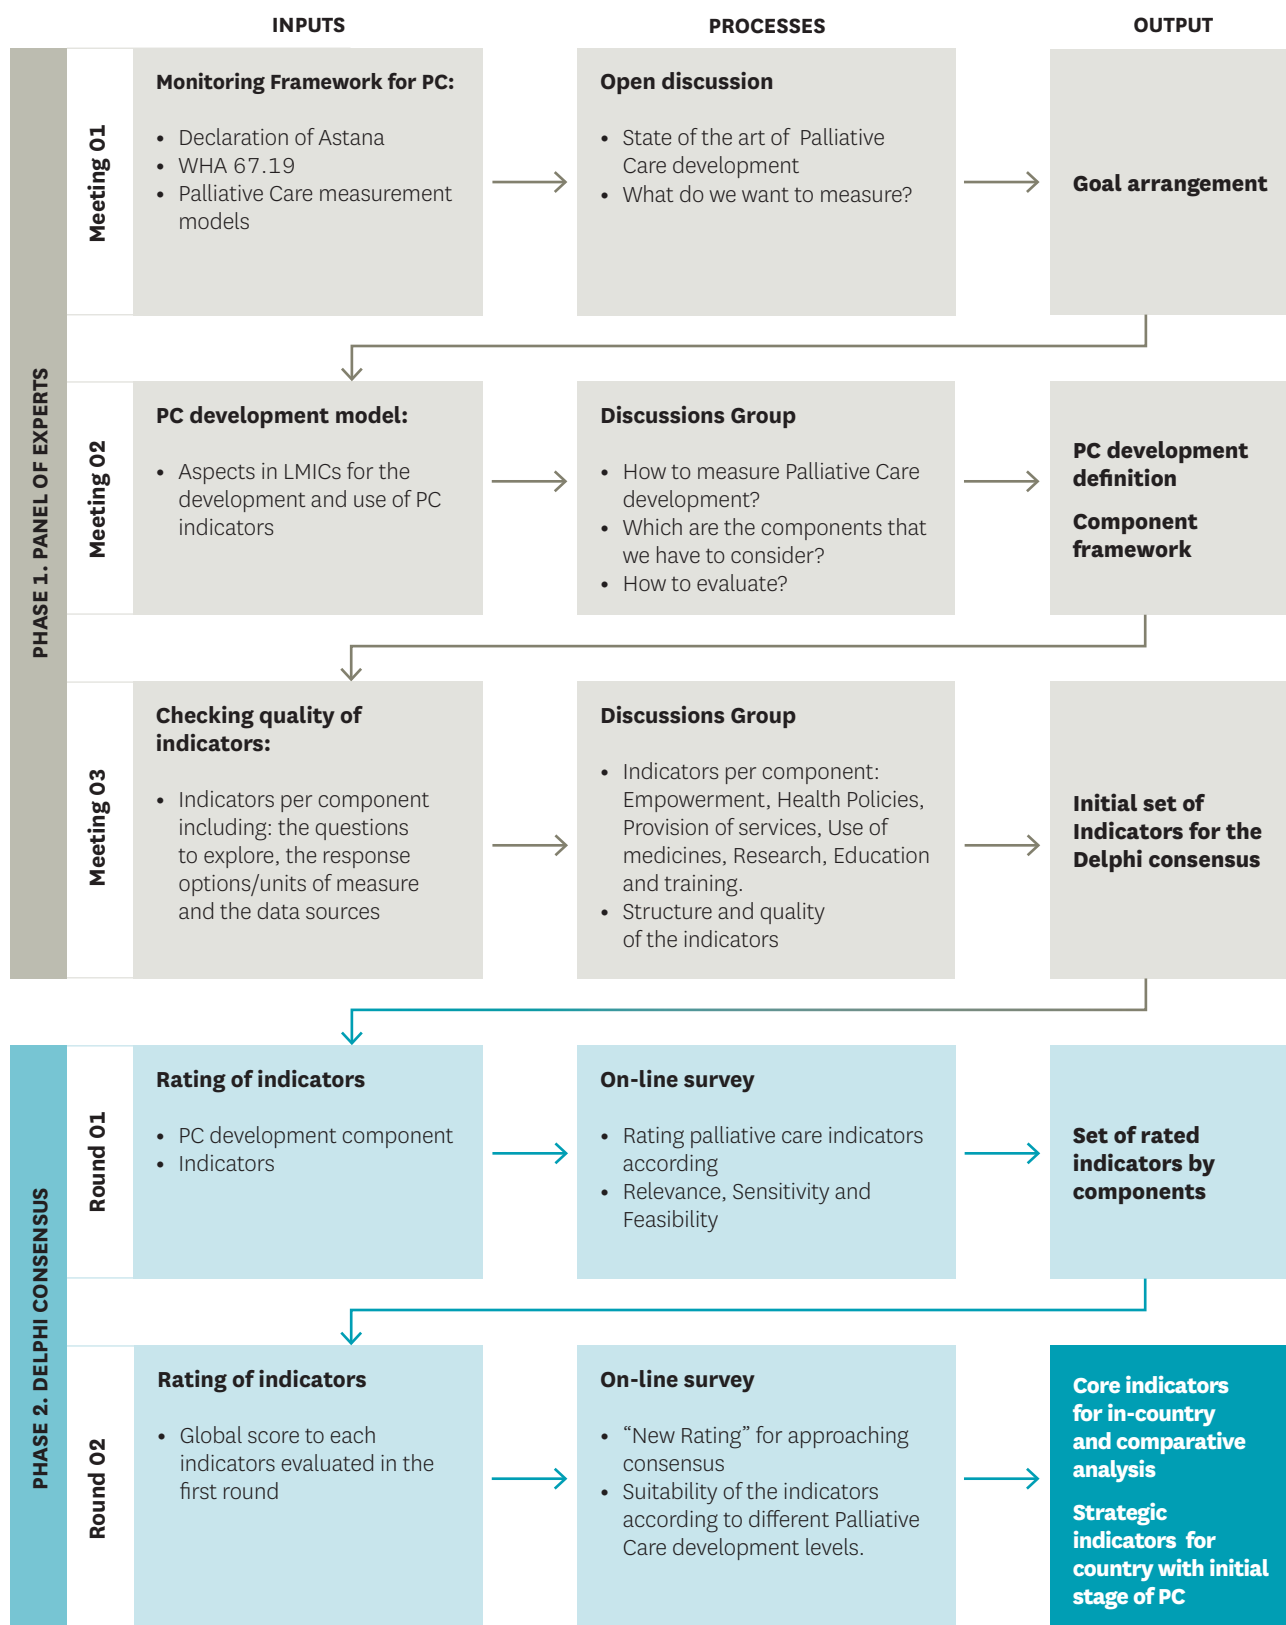 INPUTS
PROCESSES
OUTPUT
PHASE 1. PANEL OF EXPERTS
Meeting 01
Monitoring Framework for PC:
• Declaration of Astana
• WHA 67.19
• Palliative Care measurement
models
Open discussion
• State of the art of Palliative
Care development
• What do we want to measure?
Goal arrangement
Meeting 02
PC development model:
• Aspects in LMICs for the
development and use of PC
indicators
Discussions Group
• How to measure Palliative Care
development?
• Which are the components that
we have to consider?
• How to evaluate?
PC development
definition
Component
framework
Meeting 03
Checking quality of
indicators:
• Indicators per component
including: the questions
to explore, the response
options/units of measure
and the data sources
Discussions Group
• Indicators per component:
Empowerment, Health Policies,
Provision of services, Use of
medicines, Research, Education
and training.
• Structure and quality
of the indicators
Initial set of
Indicators for the
Delphi consensus
PHASE 2. DELPHI CONSENSUS
Round 01
Rating of indicators
• PC development component
• Indicators
On-line survey
• Rating palliative care indicators
according
• Relevance, Sensitivity and
Feasibility
Set of rated
indicators by
components
Round 02
Rating of indicators
• Global score to each
indicators evaluated in the
first round
On-line survey
• “New Rating” for approaching
consensus
• Suitability of the indicators
according to different Palliative
Care development levels.
Core indicators
for in-country
and comparative
analysis
Strategic
indicators for
country with initial
stage of PC